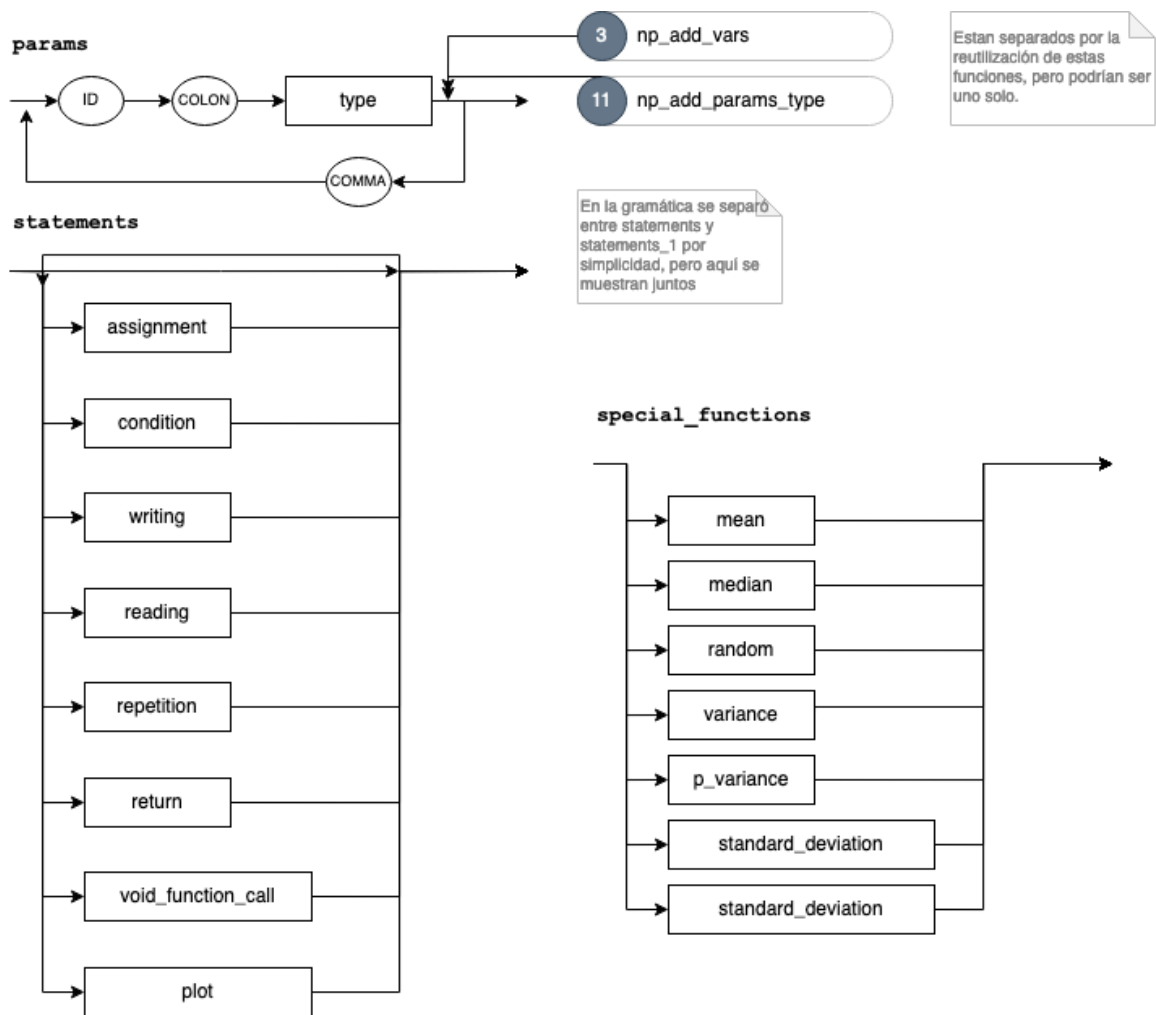 params
ID
COLON
type
COMMA
3 np_add_vars
11 np_add_params_type
Estan separados por la
reutilización de estas
funciones, pero podrían ser
uno solo.
statements
En la gramática se separó
entre statements y
statements_1 por
simplicidad, pero aquí se
muestran juntos
assignment
condition
writing
reading
repetition
return
void_function_call
plot
special_functions
mean
median
random
variance
p_variance
standard_deviation
standard_deviation